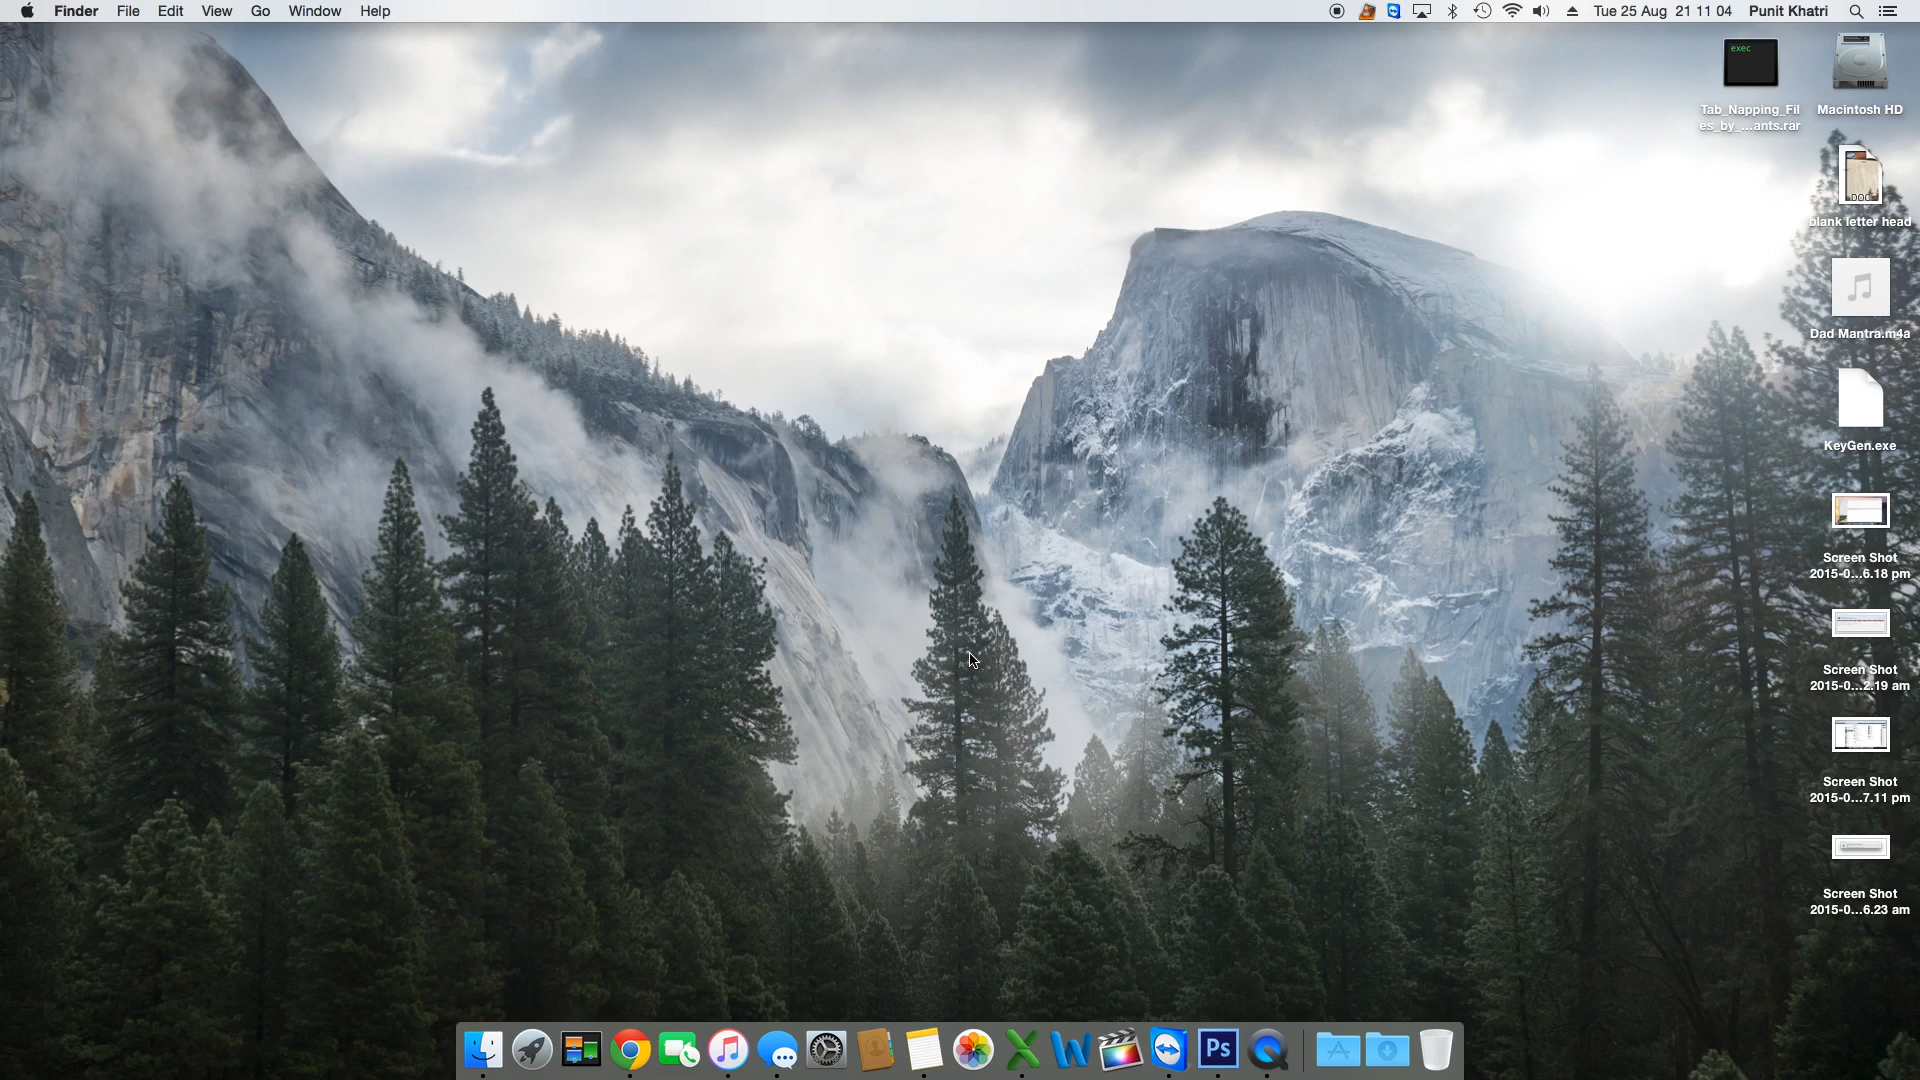 Finder File Edit View Go Window Help
Tue 25 Aug 21 11 04 Punit Khatri
exec
Tab_Napping_Fil
es_by_...ants.rar
Macintosh HD
DOC
blank letter head
Dad Mantra.m4a
KeyGen.exe
Screen Shot
2015-0...6.18 pm
Screen Shot
2015-0...2.19 am
Screen Shot
2015-0...7.11 pm
Screen Shot
2015-0...6.23 am
Ps